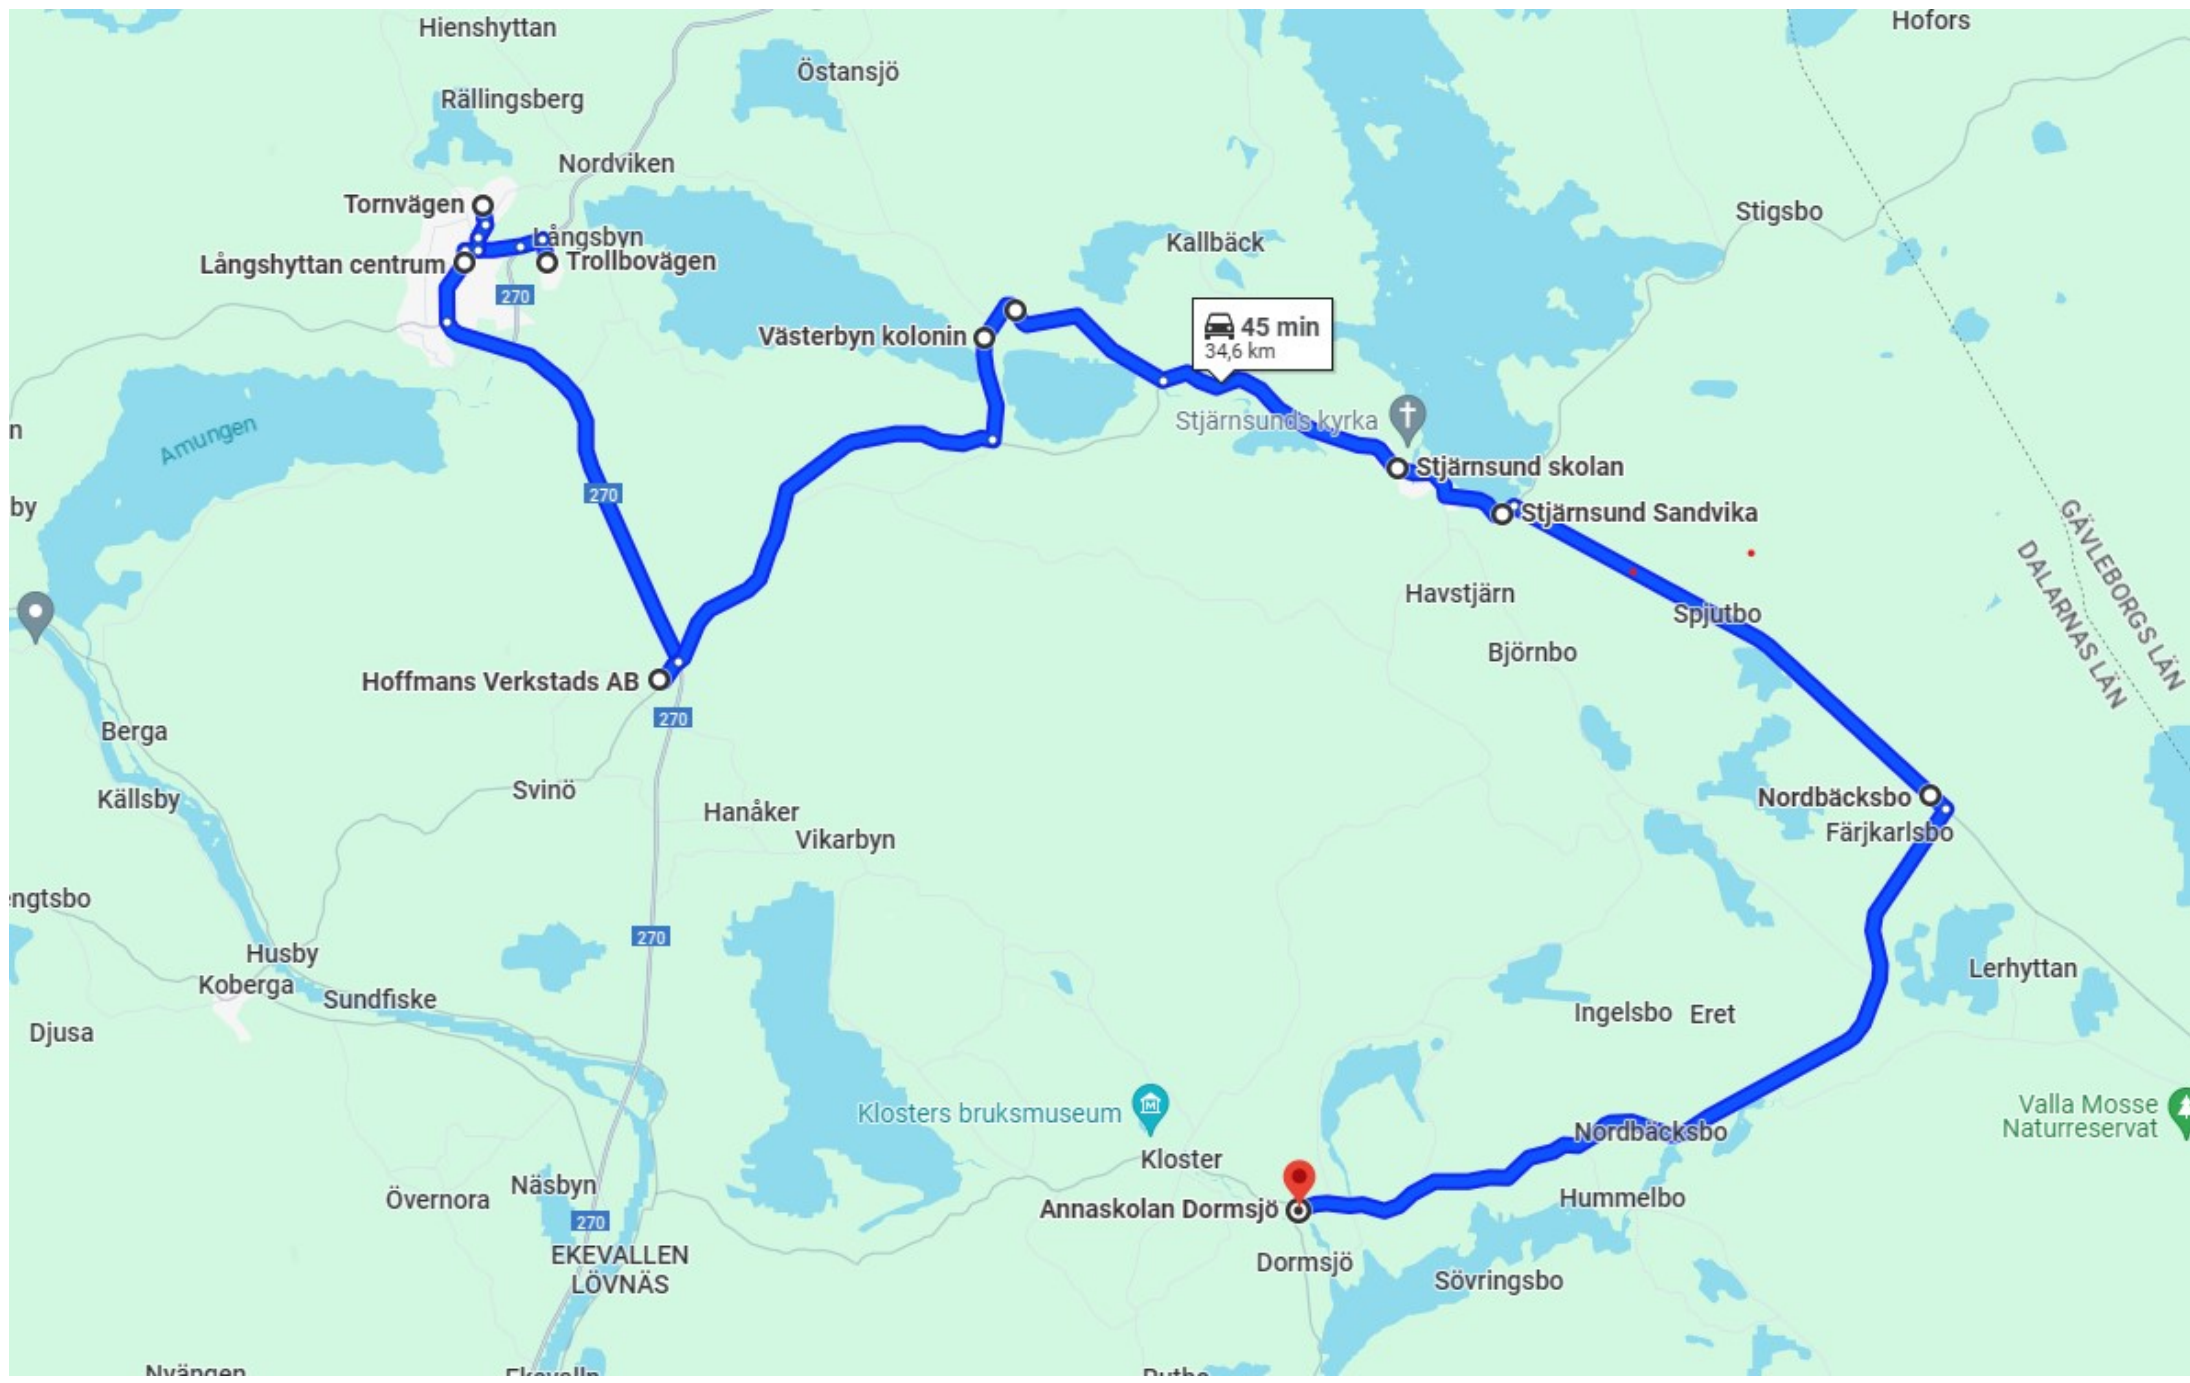 Hienshyttan
Hofors
Östansjö
Rällingsberg
Nordviken
Tornvägen
Stigsbo
Långsbyn
Kallbäck
Långshyttan centrum
Trollbovägen
270
Västerbyn kolonin
45 min
34,6 km
Stjärnsunds kyrka
Amungen
n
Stjärnsund skolan
270
by
Stjärnsund Sandvika
GÄVLEBORGS LÄN
DALARNAS LÄN
Havstjärn
Spjutbo
Björnbo
Hoffmans Verkstads AB
270
Berga
Svinö
Källsby
Nordbäcksbo
Hanåker
Färjkarlsbo
Vikarbyn
engtsbo
270
Husby
Lerhyttan
Koberga
Sundfiske
Ingelsbo
Eret
Djusa
Klosters bruksmuseum
Valla Mosse
Naturreservat
Nordbäcksbo
Kloster
Näsbyn
Övernora
Hummelbo
Annaskolan Dormsjö
270
EKEVALLEN
LÖVNÄS
Dormsjö
Sövringsbo
Nyängen